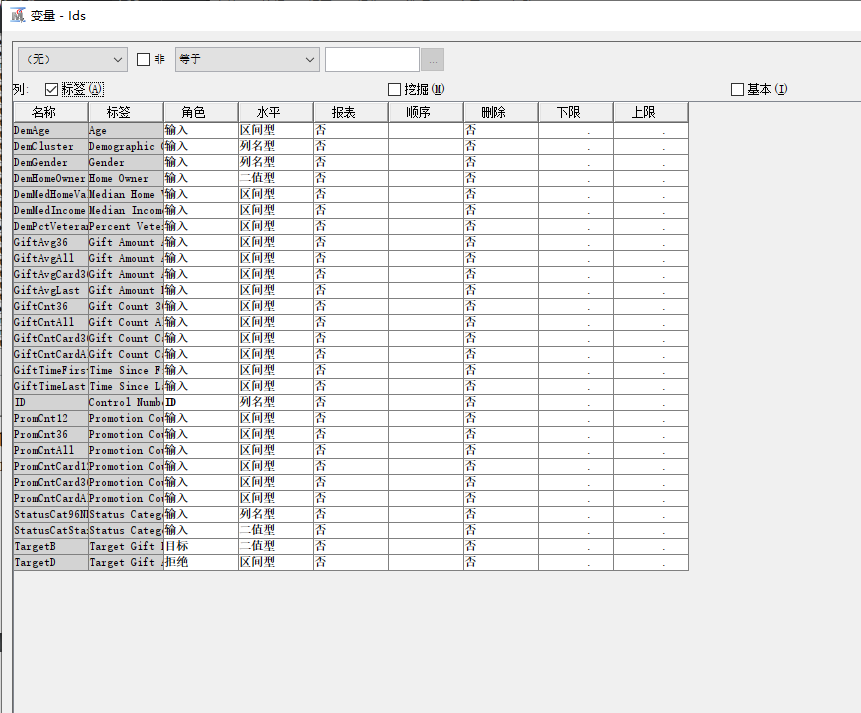 变量 - Ids
（无） 非 等于 ...
列: 标签(A) 挖掘(M) 基本(I)
名称 标签 角色 水平 报表 顺序 删除 下限 上限
DemAge Age 输入 区间型 否 否 . .
DemCluster Demographic 输入 列名型 否 否 . .
DemGender Gender 输入 列名型 否 否 . .
DemHomeOwner Home Owner 输入 二值型 否 否 . .
DemMedHomeVa Median Home 输入 区间型 否 否 . .
DemMedIncome Median Incom 输入 区间型 否 否 . .
DemPctVetera Percent Vete 输入 区间型 否 否 . .
GiftAvg36 Gift Amount 输入 区间型 否 否 . .
GiftAvgAll Gift Amount 输入 区间型 否 否 . .
GiftAvgCard3 Gift Amount 输入 区间型 否 否 . .
GiftAvgLast Gift Amount 输入 区间型 否 否 . .
GiftCnt36 Gift Count 3 输入 区间型 否 否 . .
GiftCntAll Gift Count A 输入 区间型 否 否 . .
GiftCntCard3 Gift Count C 输入 区间型 否 否 . .
GiftCntCardA Gift Count C 输入 区间型 否 否 . .
GiftTimeFirs Time Since F 输入 区间型 否 否 . .
GiftTimeLast Time Since L 输入 区间型 否 否 . .
ID Control Numb ID 列名型 否 否 . .
PromCnt12 Promotion Cou 输入 区间型 否 否 . .
PromCnt36 Promotion Cou 输入 区间型 否 否 . .
PromCntAll Promotion Cou 输入 区间型 否 否 . .
PromCntCard1 Promotion Cou 输入 区间型 否 否 . .
PromCntCard3 Promotion Cou 输入 区间型 否 否 . .
PromCntCardA Promotion Cou 输入 区间型 否 否 . .
StatusCat96N Status Categ 输入 列名型 否 否 . .
StatusCatSta Status Categ 输入 二值型 否 否 . .
TargetB Target Gift 目标 二值型 否 否 . .
TargetD Target Gift 拒绝 区间型 否 否 . .